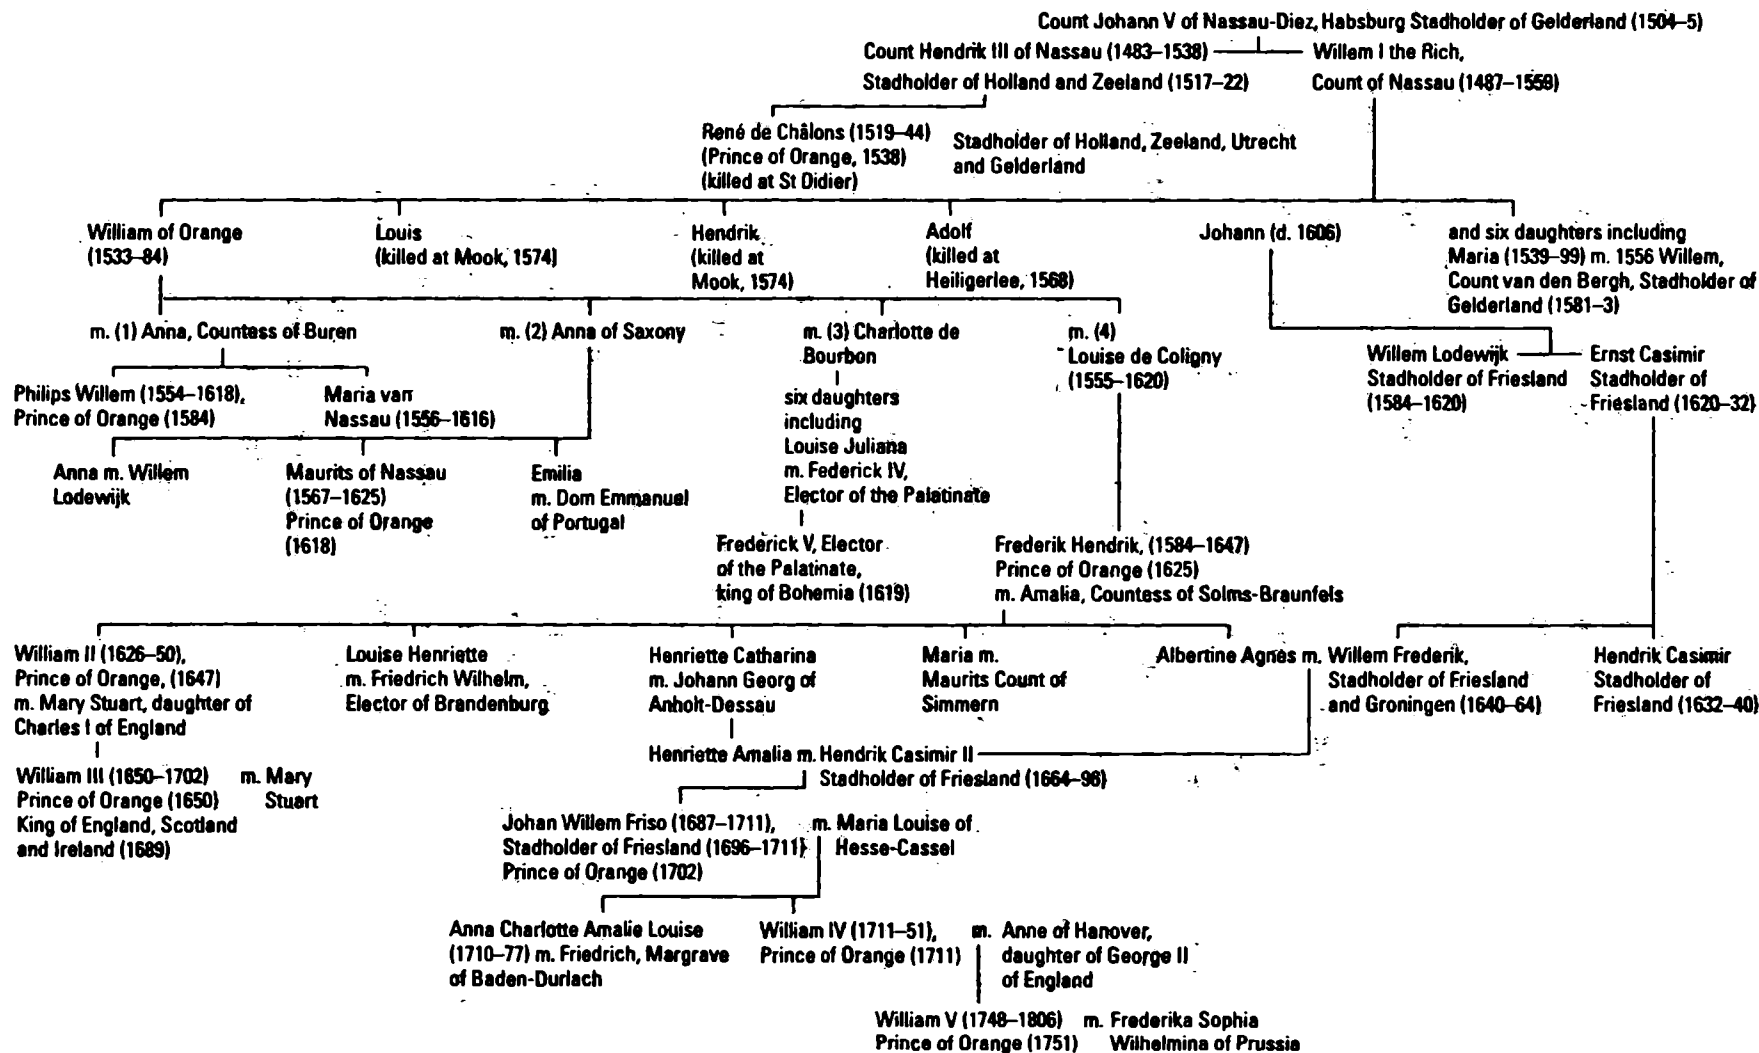 Count Johann V of Nassau-Diez, Habsburg Stadholder of Gelderland (1504–5)
Count Hendrik III of Nassau (1483–1538)
Stadholder of Holland and Zeeland (1517–22)
Willem I the Rich,
Count of Nassau (1487–1559)
René de Châlons (1519–44)
(Prince of Orange, 1538)
(killed at St Didier)
Stadholder of Holland, Zeeland, Utrecht
and Gelderland
William of Orange
(1533–84)
Louis
(killed at Mook, 1574)
Hendrik
(killed at
Mook, 1574)
Adolf
(killed at
Heiligerlee, 1568)
Johann (d. 1606)
and six daughters including
Maria (1539–99) m. 1556 Willem,
Count van den Bergh, Stadholder of
Gelderland (1581–3)
m. (1) Anna, Countess of Buren
m. (2) Anna of Saxony
m. (3) Charlotte de
Bourbon
m. (4)
Louise de Coligny
(1555–1620)
Willem Lodewijk
Stadholder of Friesland
(1584–1620)
Ernst Casimir
Stadholder of
Friesland (1620–32)
Philips Willem (1554–1618),
Prince of Orange (1584)
Maria van
Nassau (1556–1616)
six daughters
including
Louise Juliana
m. Federick IV,
Elector of the Palatinate
Anna m. Willem
Lodewijk
Maurits of Nassau
(1567–1625)
Prince of Orange
(1618)
Emilia
m. Dom Emmanuel
of Portugal
Frederick V, Elector
of the Palatinate,
king of Bohemia (1619)
Frederik Hendrik, (1584–1647)
Prince of Orange (1625)
m. Amalia, Countess of Solms-Braunfels
William II (1626–50),
Prince of Orange, (1647)
m. Mary Stuart, daughter of
Charles I of England
Louise Henriette
m. Friedrich Wilhelm,
Elector of Brandenburg
Henriette Catharina
m. Johann Georg of
Anholt-Dessau
Maria m.
Maurits Count of
Simmern
Albertine Agnes m. Willem Frederik,
Stadholder of Friesland
and Groningen (1640–64)
Hendrik Casimir
Stadholder of
Friesland (1632–40)
Henriette Amalia m. Hendrik Casimir II
Stadholder of Friesland (1664–96)
William III (1650–1702) m. Mary
Prince of Orange (1650) Stuart
King of England, Scotland
and Ireland (1689)
Johan Willem Friso (1687–1711), m. Maria Louise of
Stadholder of Friesland (1696–1711) Hesse-Cassel
Prince of Orange (1702)
Anna Charlotte Amalie Louise
(1710–77) m. Friedrich, Margrave
of Baden-Durlach
William IV (1711–51), m. Anne of Hanover,
Prince of Orange (1711) daughter of George II
of England
William V (1748–1806) m. Frederika Sophia
Prince of Orange (1751) Wilhelmina of Prussia